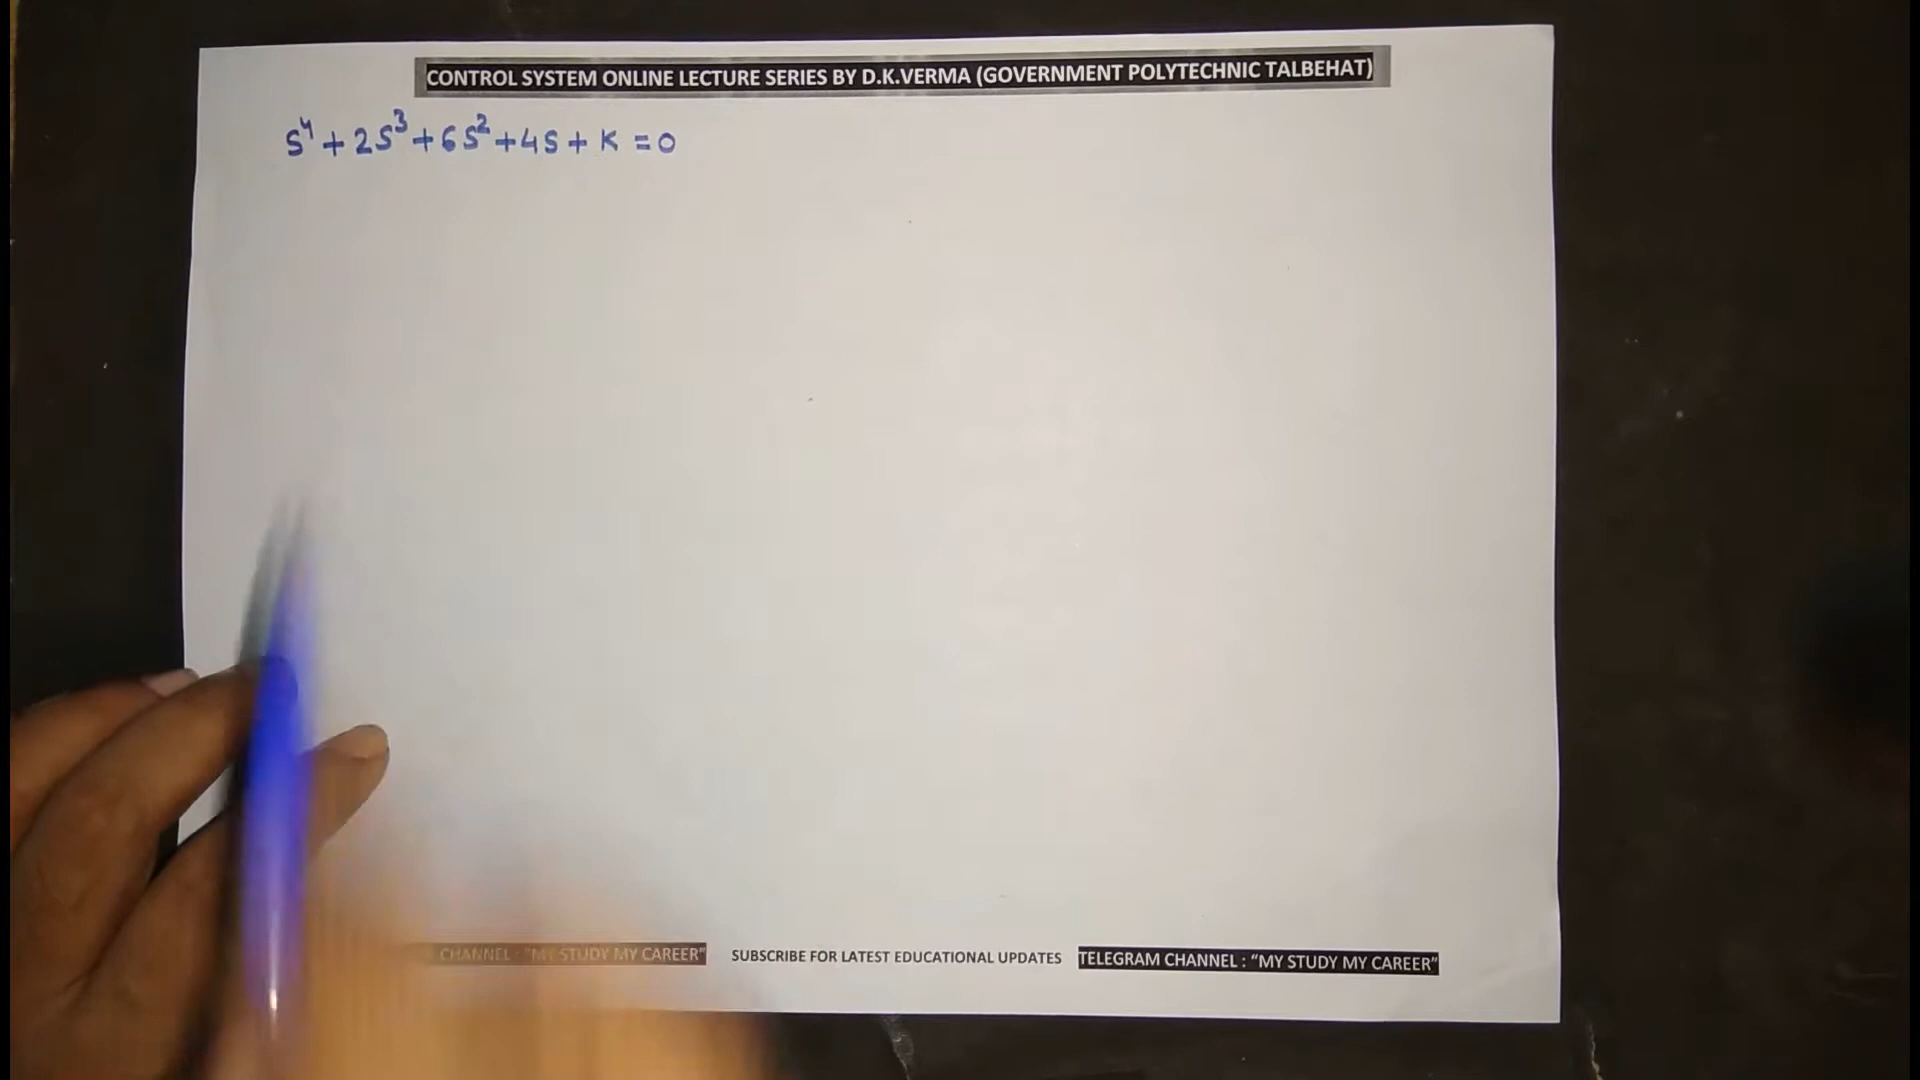 CONTROL SYSTEM ONLINE LECTURE SERIES BY D.K.VERMA (GOVERNMENT POLYTECHNIC TALBEHAT)
S⁴ + 2S³ + 6S² + 4S + K = 0
CHANNEL : "MY STUDY MY CAREER" SUBSCRIBE FOR LATEST EDUCATIONAL UPDATES TELEGRAM CHANNEL : “MY STUDY MY CAREER”